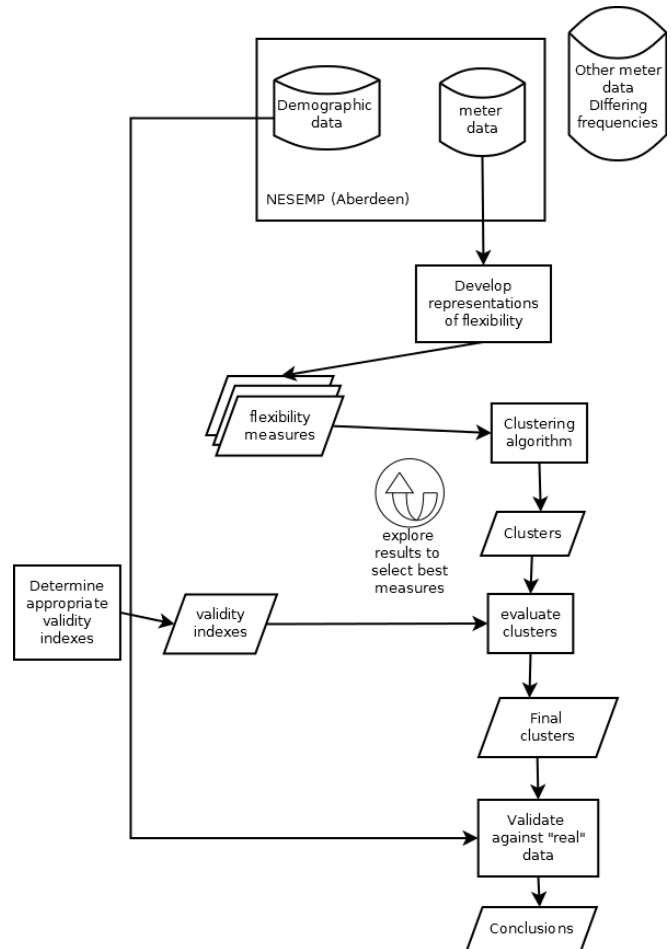 Demographic
data
meter
data
Other meter
data
DIffering
frequencies
NESEMP (Aberdeen)
Develop
representations
of flexibility
flexibility
measures
Clustering
algorithm
explore
results to
select best
measures
Clusters
Determine
appropriate
validity
indexes
validity
indexes
evaluate
clusters
Final
clusters
Validate
against "real"
data
Conclusions